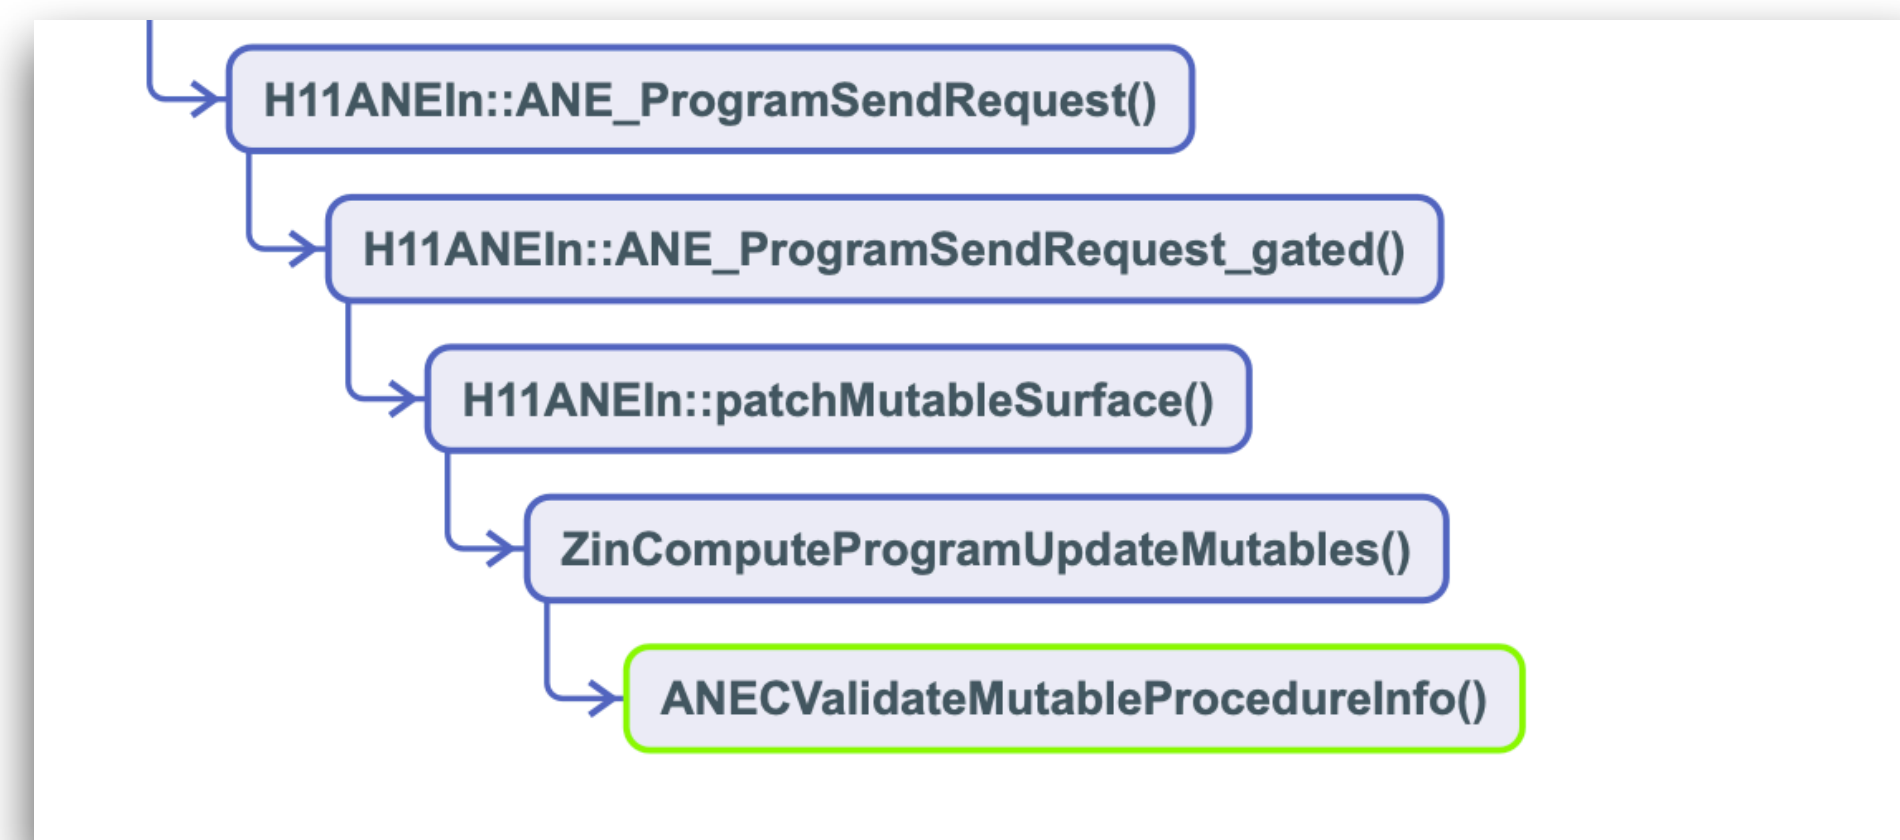 H11ANEIn::ANE_ProgramSendRequest()
H11ANEIn::ANE_ProgramSendRequest_gated()
H11ANEIn::patchMutableSurface()
ZinComputeProgramUpdateMutables()
ANECValidateMutableProcedureInfo()